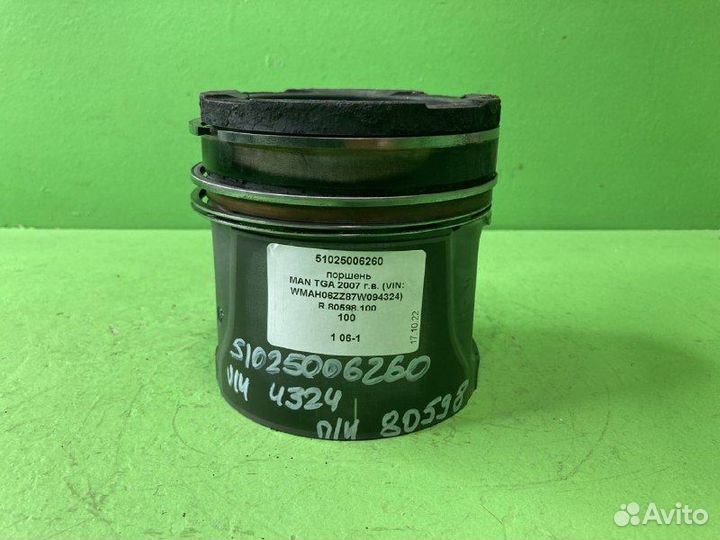 51025006260
поршень
MAN TGA 2007 г.в. (VIN:
WMAH06ZZ87W094324)
R 80598.100
100
1 06-1
17.10.22
51025006260
И/И 4324
П/И 80598
Avito